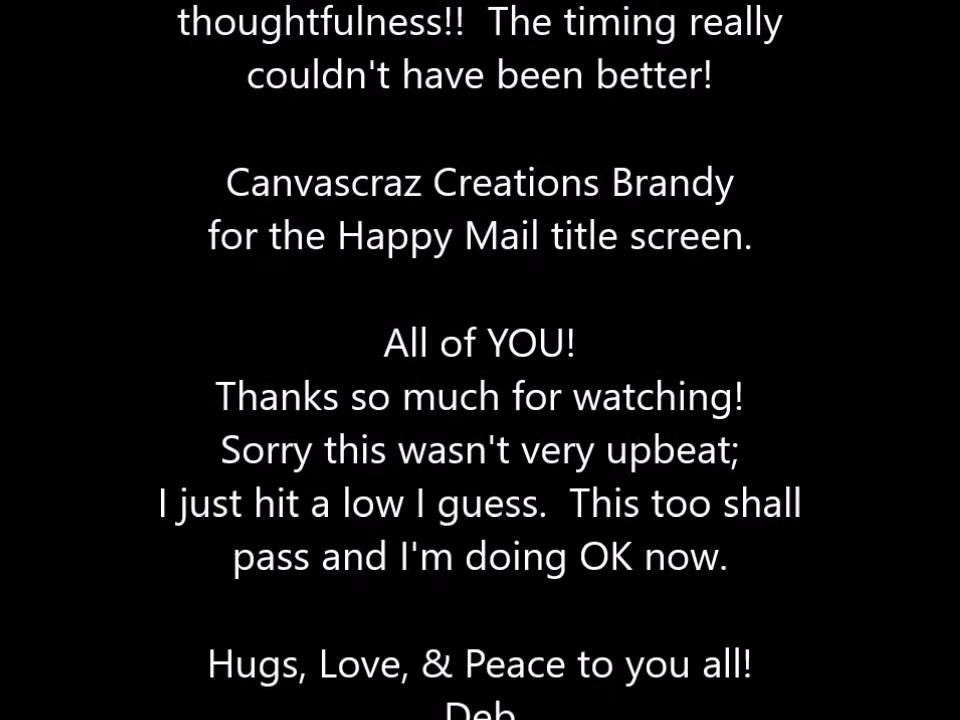 thoughtfulness!!  The timing really
couldn't have been better!
Canvascraz Creations Brandy
for the Happy Mail title screen.
All of YOU!
Thanks so much for watching!
Sorry this wasn't very upbeat;
I just hit a low I guess.  This too shall
pass and I'm doing OK now.
Hugs, Love, & Peace to you all!
Deb